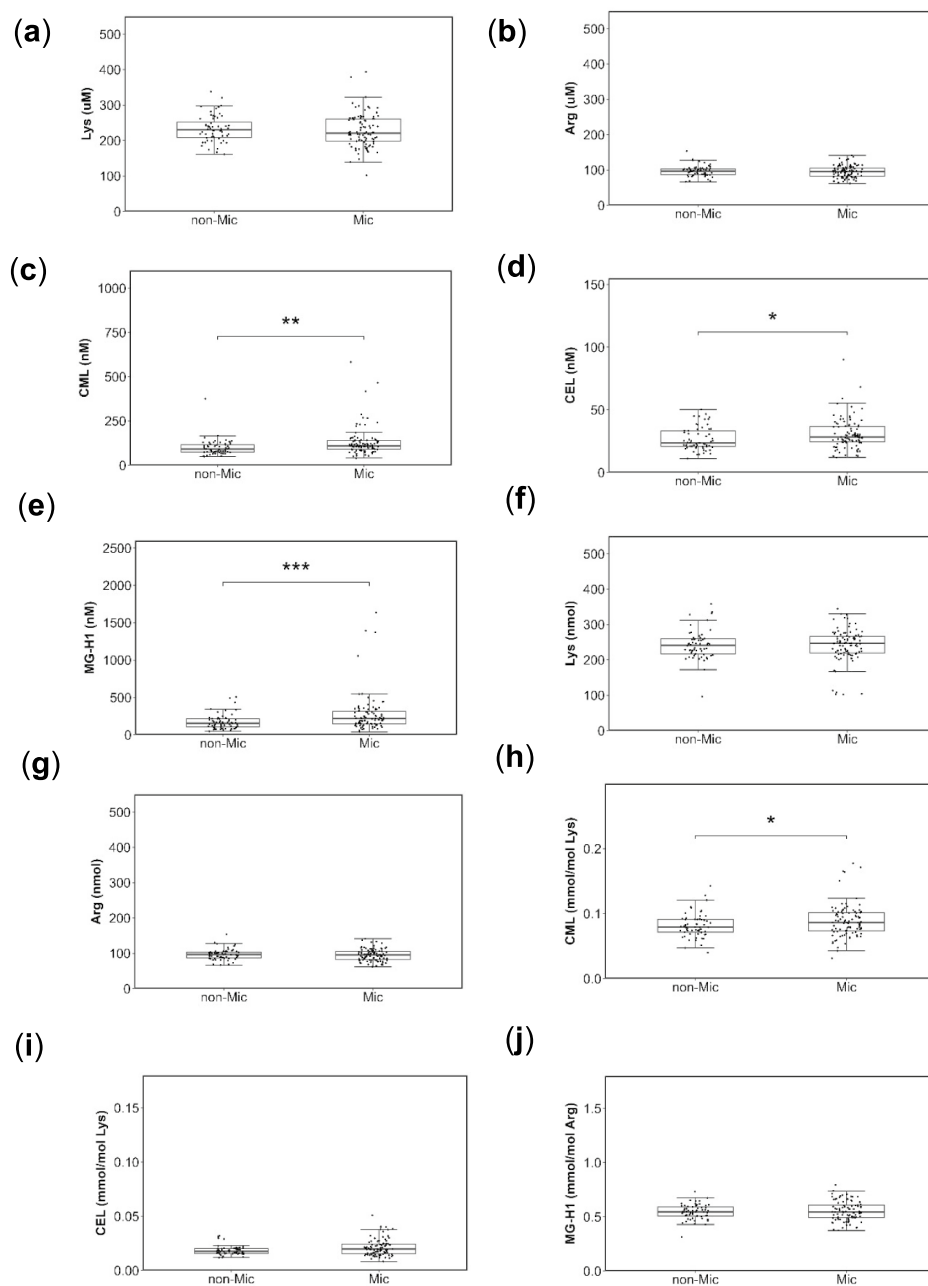 (a)
Lys (uM)
500
400
300
200
100
0
non-Mic Mic
(b)
Arg (uM)
500
400
300
200
100
0
non-Mic Mic
(c)
CML (nM)
1000
750
500
250
0
**
non-Mic Mic
(d)
CEL (nM)
150
100
50
0
*
non-Mic Mic
(e)
MG-H1 (nM)
2500
2000
1500
1000
500
0
***
non-Mic Mic
(f)
Lys (nmol)
500
400
300
200
100
0
non-Mic Mic
(g)
Arg (nmol)
500
400
300
200
100
0
non-Mic Mic
(h)
CML (mmol/mol Lys)
0.2
0.1
0.0
*
non-Mic Mic
(i)
CEL (mmol/mol Lys)
0.15
0.10
0.05
0.00
non-Mic Mic
(j)
MG-H1 (mmol/mol Arg)
1.5
1.0
0.5
0.0
non-Mic Mic